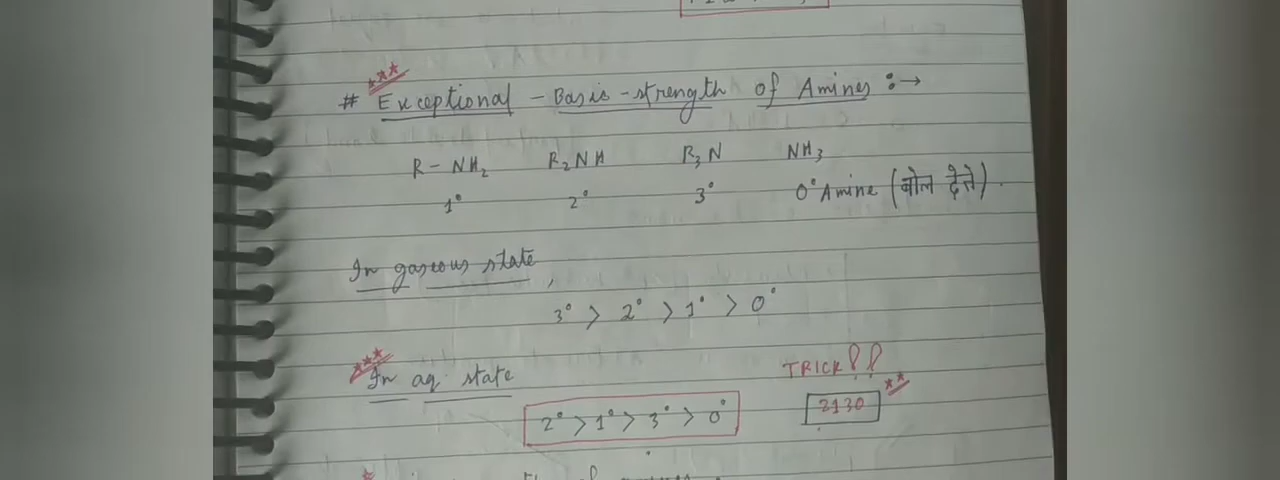 # Exceptional - Basic - strength of Amines :→
R - NH₂ R₂NH R₃N NH₃
1° 2° 3° 0° Amine (बोल देते).
In gaseous state,
3° > 2° > 1° > 0°
In aq. state
TRICK!!
2° > 1° > 3° > 0°
2130